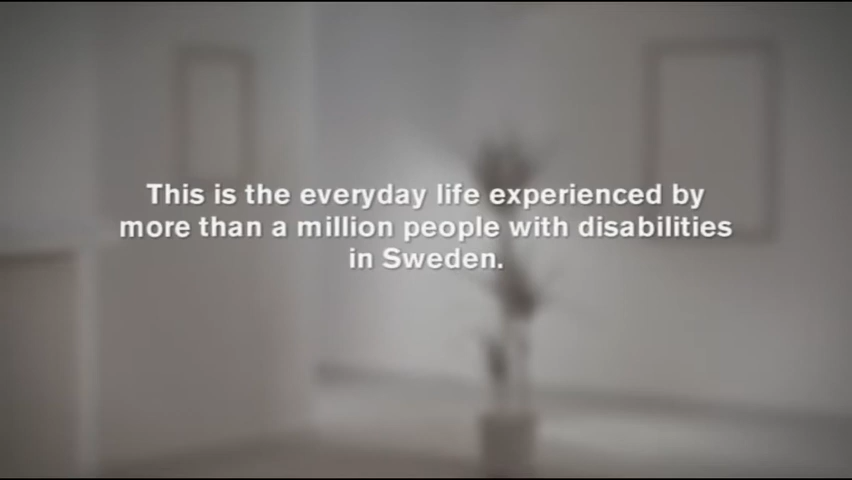 This is the everyday life experienced by
more than a million people with disabilities
in Sweden.